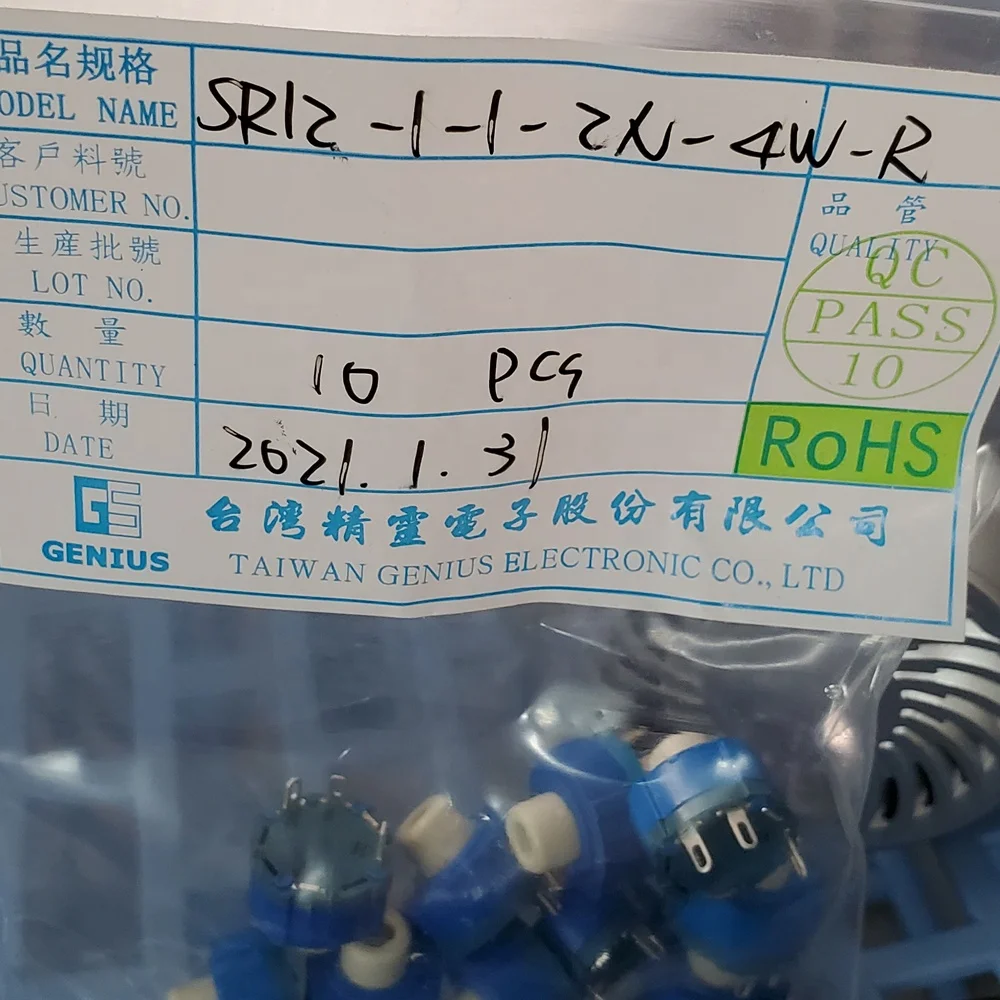 品名规格
ODEL NAME
SR12-1-1-2N-4W-R
客戶料號
USTOMER NO.
品 管
QUALITY
QC
PASS
10
生產批號
LOT NO.
數 量
QUANTITY
10 PCS
日 期
DATE
2021.1.31
RoHS
GS
GENIUS
台灣精靈電子股份有限公司
TAIWAN GENIUS ELECTRONIC CO., LTD